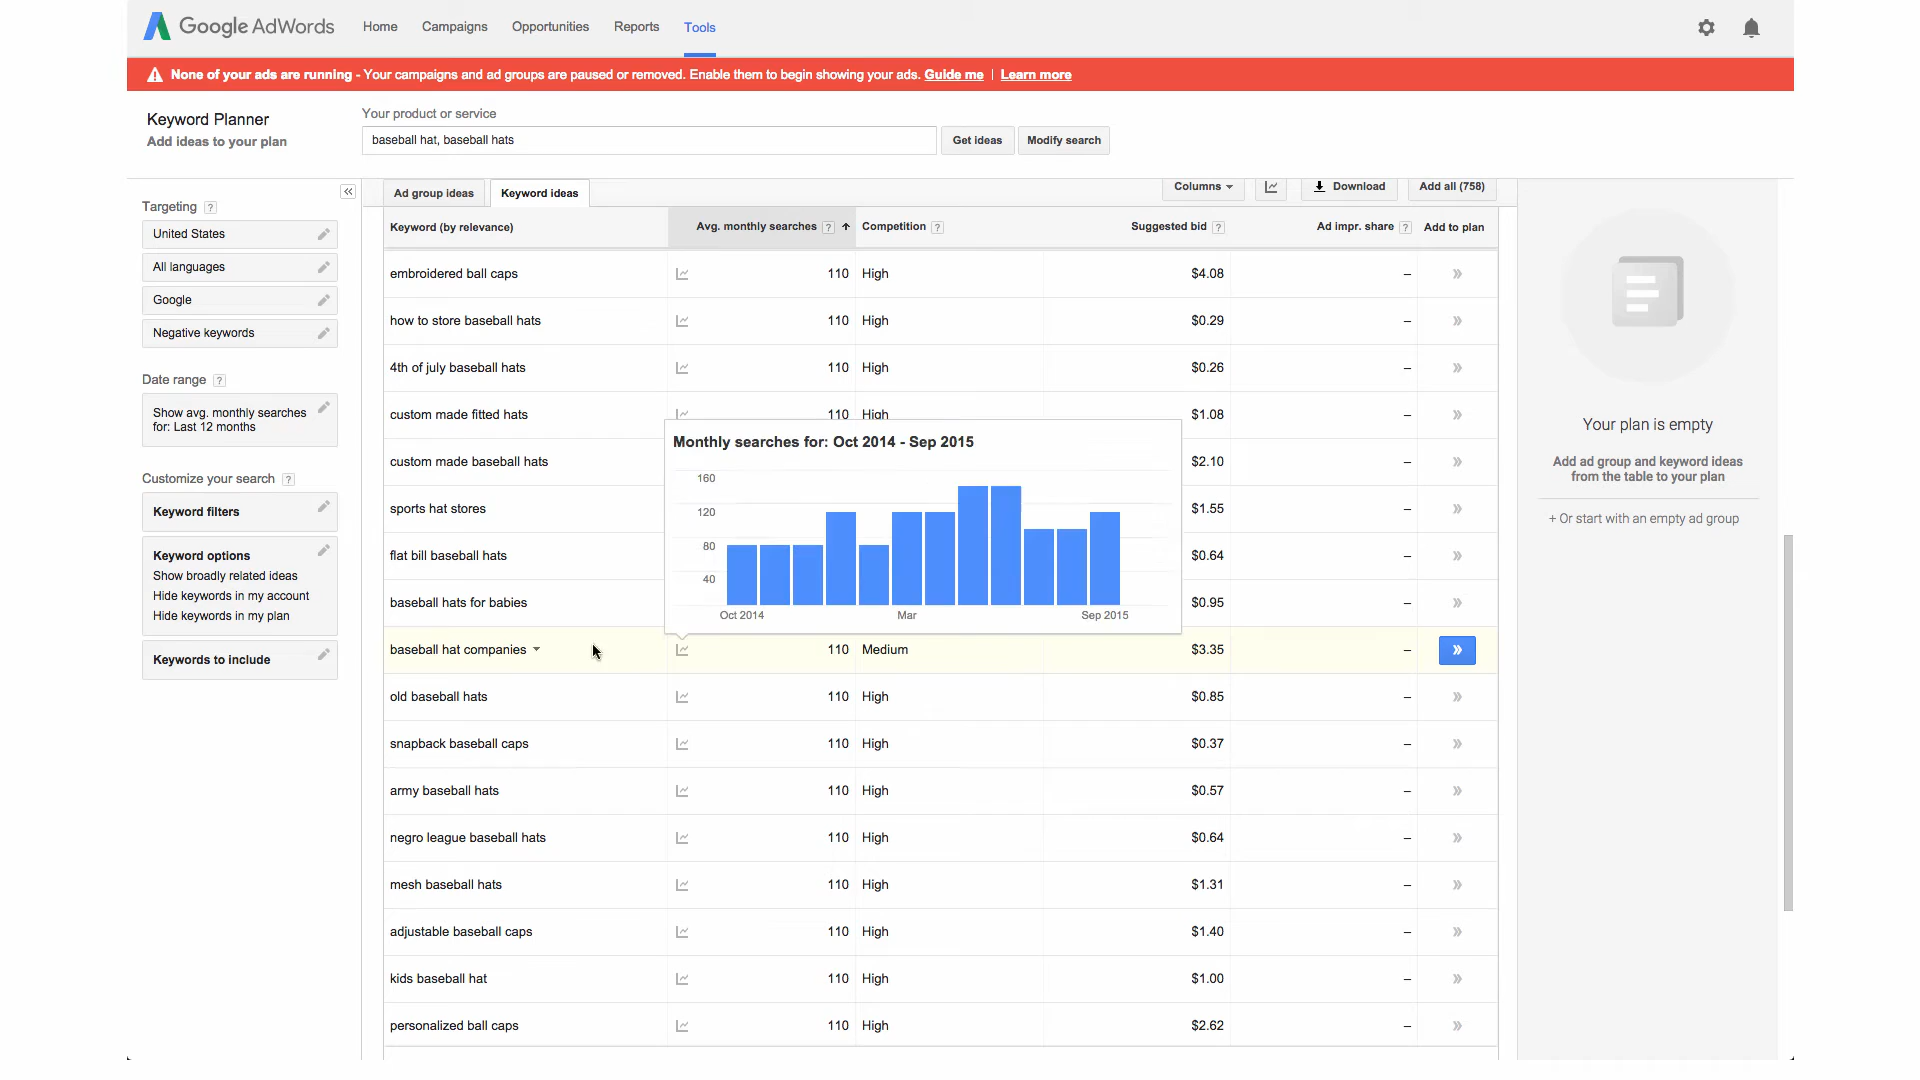 Google AdWords Home Campaigns Opportunities Reports Tools
None of your ads are running - Your campaigns and ad groups are paused or removed. Enable them to begin showing your ads. Guide me | Learn more
Keyword Planner
Add ideas to your plan
Your product or service
baseball hat, baseball hats
Get ideas
Modify search
Targeting ?
United States
All languages
Google
Negative keywords
Date range ?
Show avg. monthly searches
for: Last 12 months
Customize your search ?
Keyword filters
Keyword options
Show broadly related ideas
Hide keywords in my account
Hide keywords in my plan
Keywords to include
Ad group ideas Keyword ideas
Columns Download Add all (758)
Keyword (by relevance) Avg. monthly searches ? Competition ? Suggested bid ? Ad impr. share ? Add to plan
embroidered ball caps 110 High $4.08 – »
how to store baseball hats 110 High $0.29 – »
4th of july baseball hats 110 High $0.26 – »
custom made fitted hats 110 High $1.08 – »
custom made baseball hats $2.10 – »
sports hat stores $1.55 – »
flat bill baseball hats $0.64 – »
baseball hats for babies $0.95 – »
Monthly searches for: Oct 2014 - Sep 2015
160
120
80
40
Oct 2014 Mar Sep 2015
baseball hat companies 110 Medium $3.35 – »
old baseball hats 110 High $0.85 – »
snapback baseball caps 110 High $0.37 – »
army baseball hats 110 High $0.57 – »
negro league baseball hats 110 High $0.64 – »
mesh baseball hats 110 High $1.31 – »
adjustable baseball caps 110 High $1.40 – »
kids baseball hat 110 High $1.00 – »
personalized ball caps 110 High $2.62 – »
Your plan is empty
Add ad group and keyword ideas
from the table to your plan
+ Or start with an empty ad group